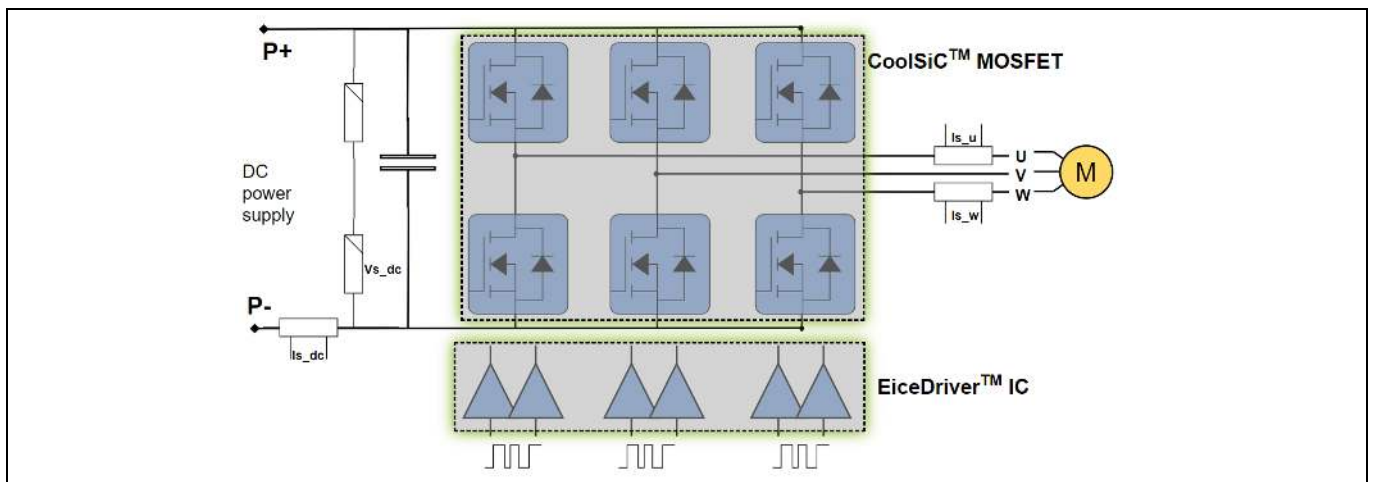 P+
CoolSiC™ MOSFET
Is_u
U
V
M
W
Is_w
DC
power
supply
Vs_dc
P-
Is_dc
EiceDriver™ IC